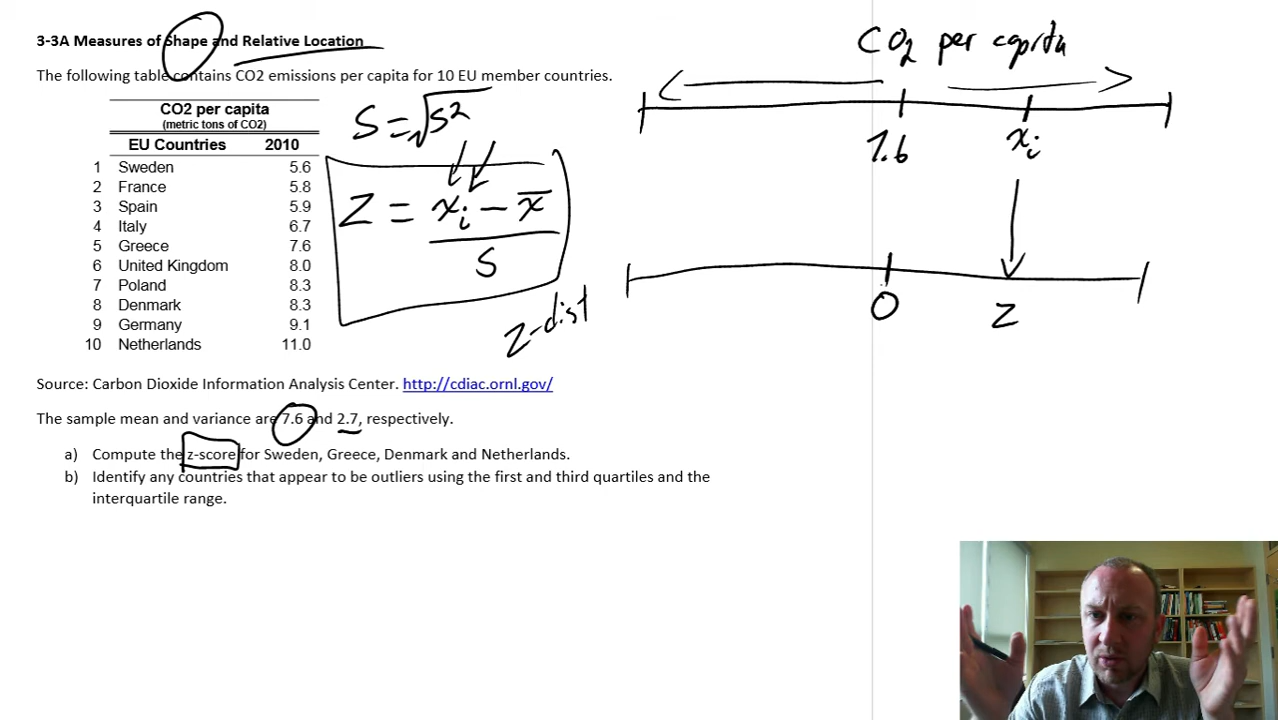 3-3A Measures of Shape and Relative Location
The following table contains CO2 emissions per capita for 10 EU member countries.
CO2 per capita
(metric tons of CO2)
EU Countries 2010
1 Sweden 5.6
2 France 5.8
3 Spain 5.9
4 Italy 6.7
5 Greece 7.6
6 United Kingdom 8.0
7 Poland 8.3
8 Denmark 8.3
9 Germany 9.1
10 Netherlands 11.0
S = √s²
Z = xᵢ − x̄
S
Z-dist
Source: Carbon Dioxide Information Analysis Center. http://cdiac.ornl.gov/
The sample mean and variance are 7.6 and 2.7, respectively.
a) Compute the z-score for Sweden, Greece, Denmark and Netherlands.
b) Identify any countries that appear to be outliers using the first and third quartiles and the
interquartile range.
CO2 per capita
7.6 xᵢ
0 Z